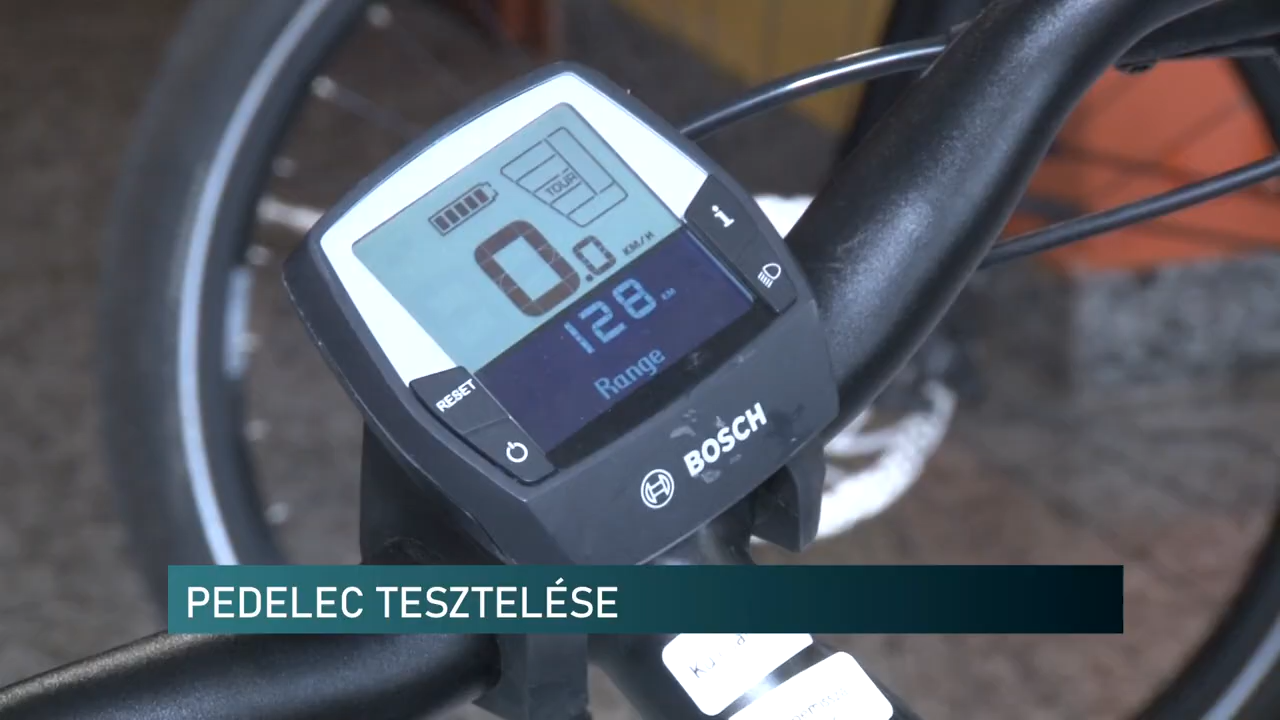 TOUR
0.0 KM/H
128 KM
Range
i
RESET
BOSCH
PEDELEC TESZTELÉSE